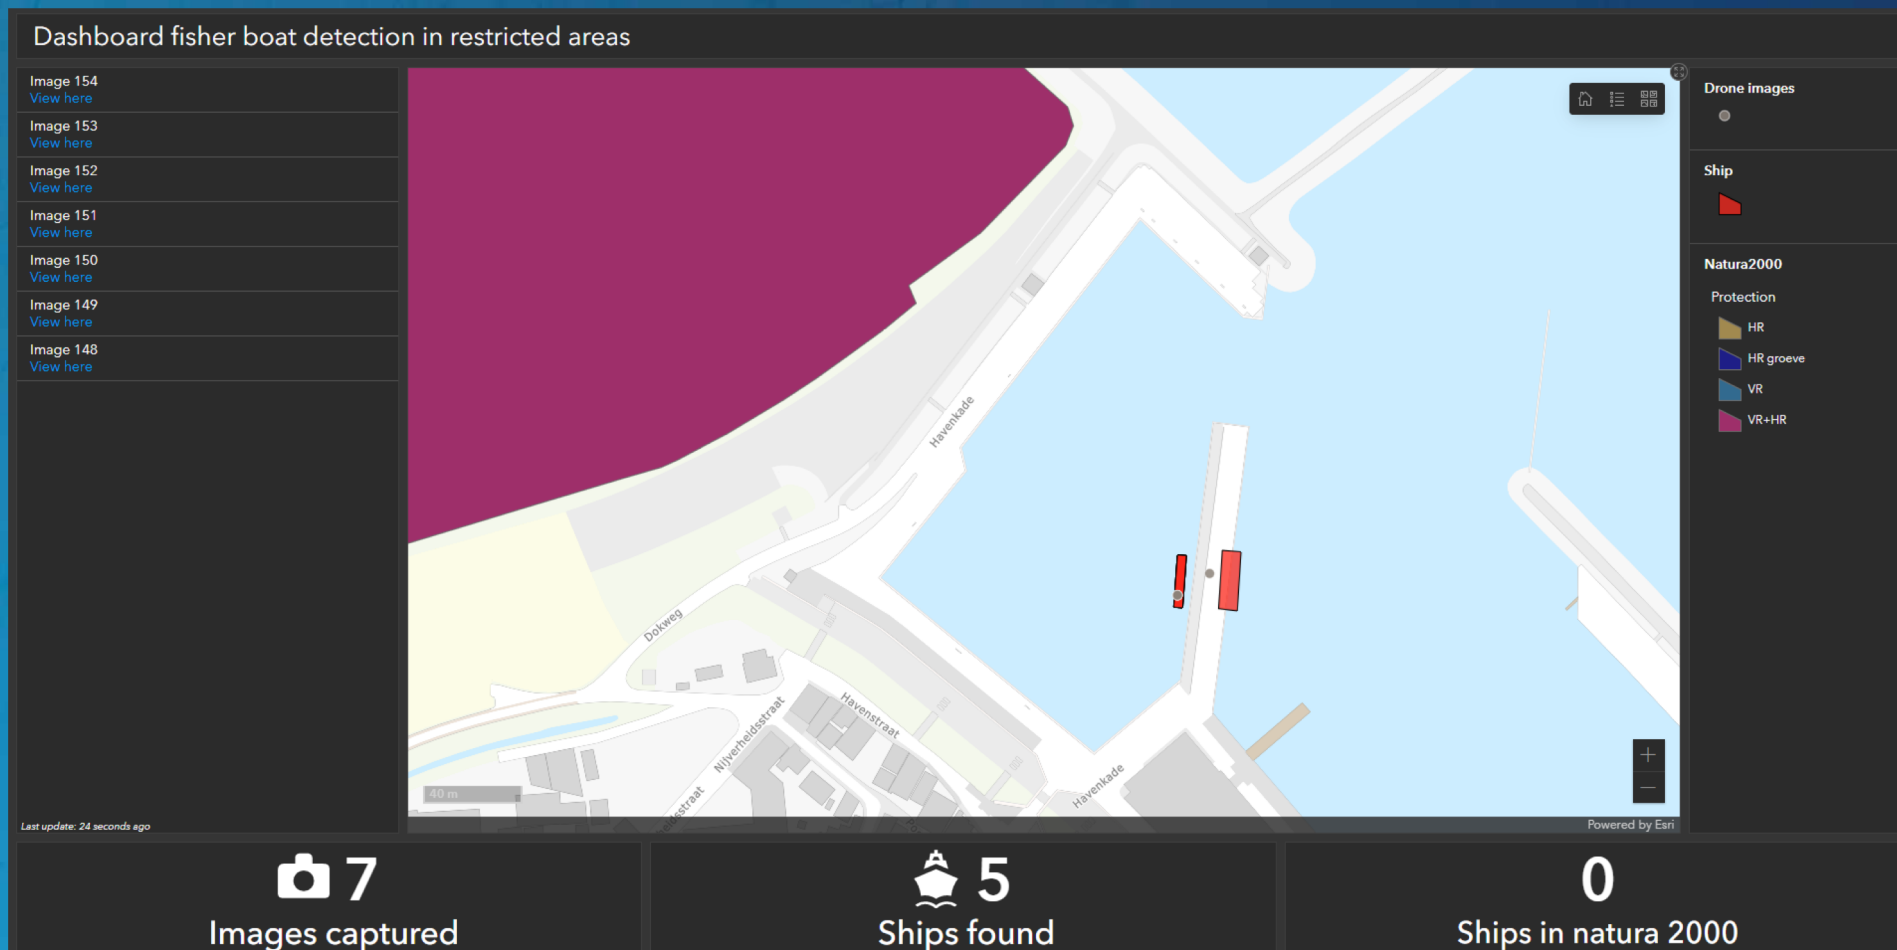 Dashboard fisher boat detection in restricted areas
Image 154
View here
Image 153
View here
Image 152
View here
Image 151
View here
Image 150
View here
Image 149
View here
Image 148
View here
Last update: 24 seconds ago
Havenkade
Dokweg
Havenstraat
Nijverheidsstraat
Havenkade
40 m
Powered by Esri
Drone images
Ship
Natura2000
Protection
HR
HR groeve
VR
VR+HR
7
Images captured
5
Ships found
0
Ships in natura 2000